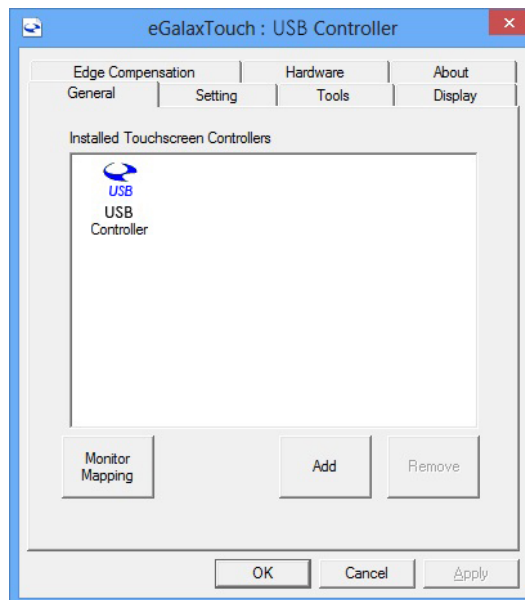 eGalaxTouch : USB Controller
×
Edge Compensation
Hardware
About
General
Setting
Tools
Display
Installed Touchscreen Controllers
USB
USB
Controller
Monitor
Mapping
Add
Remove
OK
Cancel
Apply